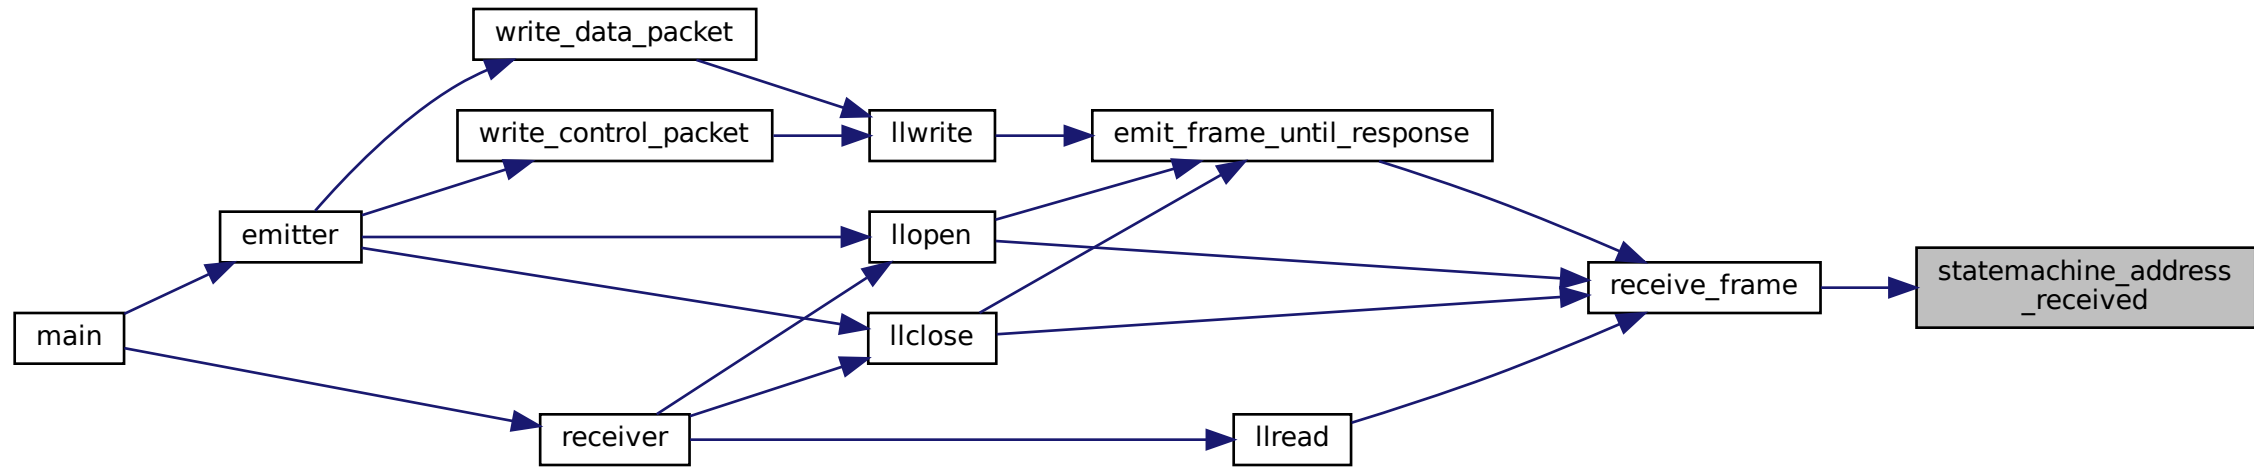 write_data_packet
write_control_packet
llwrite
emit_frame_until_response
emitter
llopen
receive_frame
statemachine_address
_received
main
llclose
receiver
llread